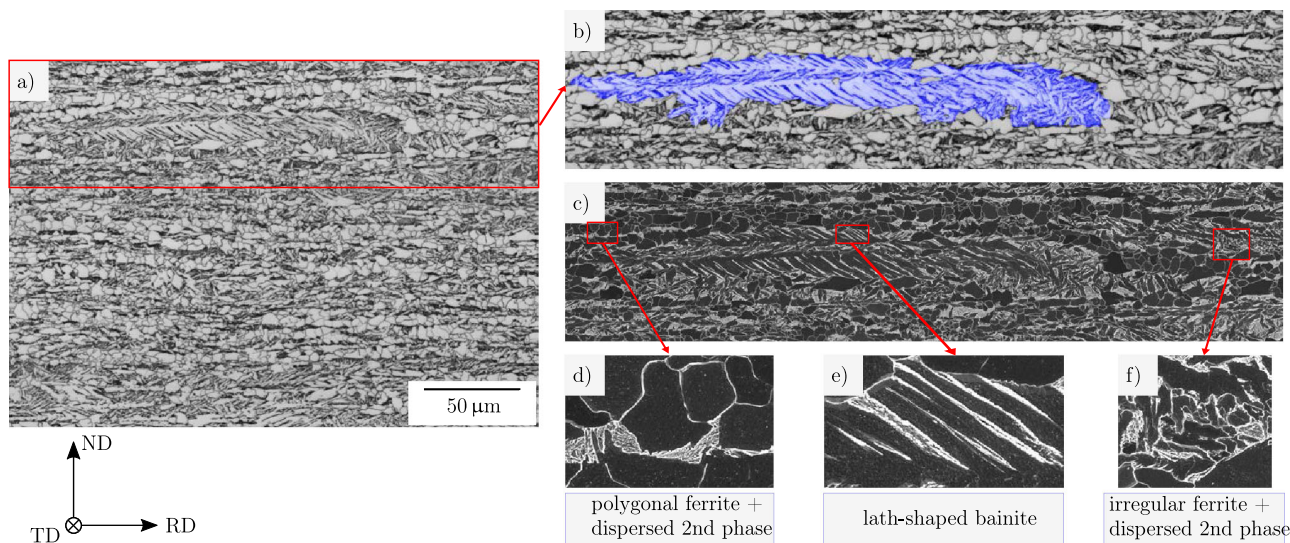 a)
50 μm
ND
TD
RD
b)
c)
d)
e)
f)
polygonal ferrite +
dispersed 2nd phase
lath-shaped bainite
irregular ferrite +
dispersed 2nd phase